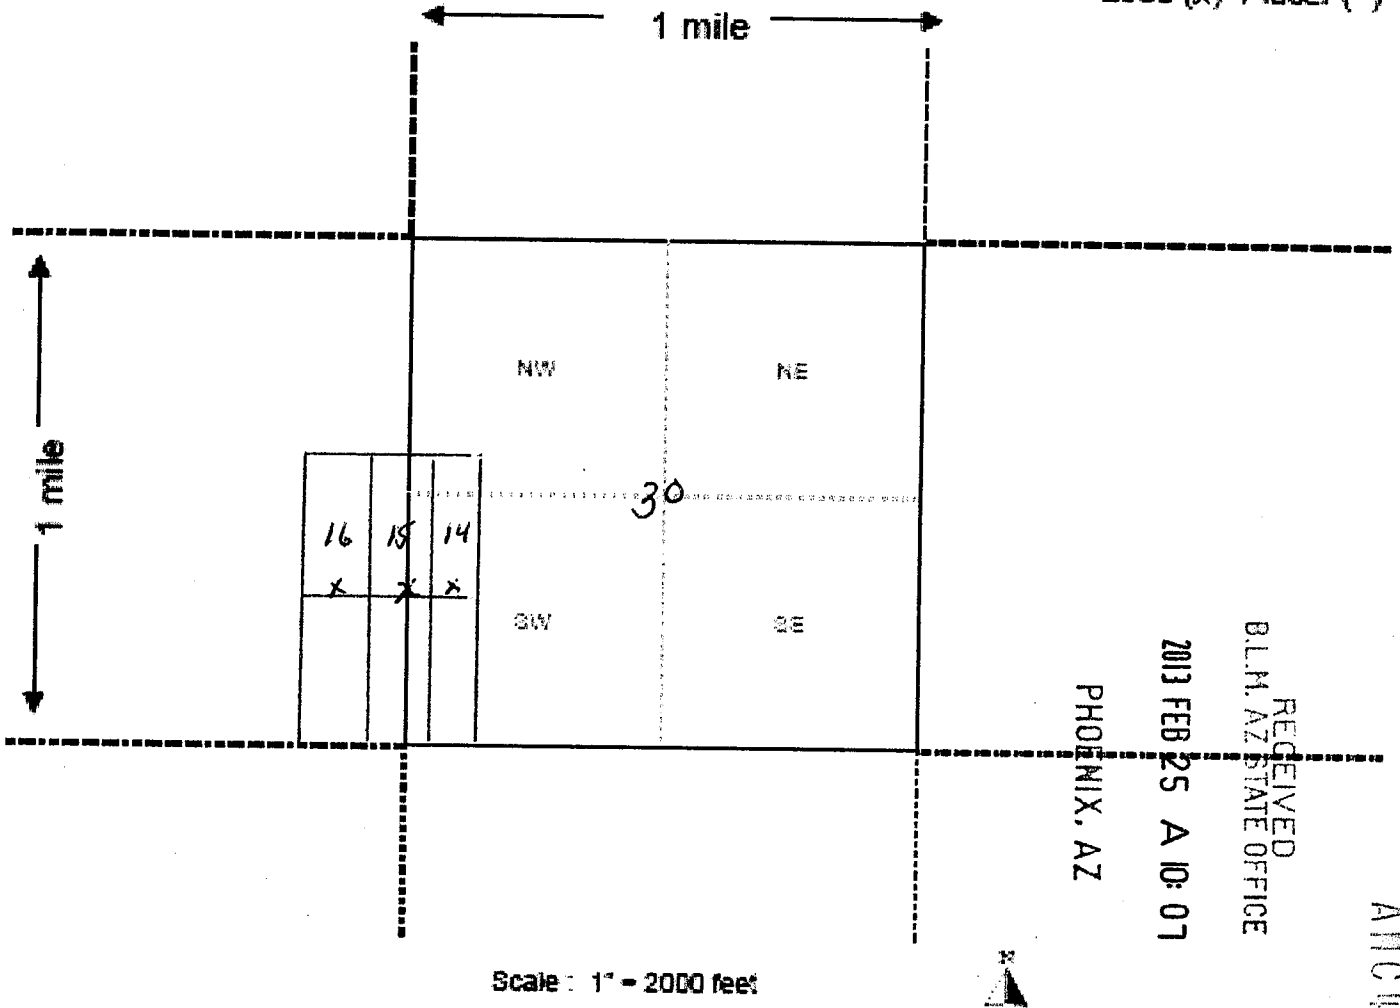 1 mile
NW
NE
1 mile
30
16
15
14
x
x
x
SW
SE
RECEIVED
B.L.M. AZ STATE OFFICE
2013 FEB 25 A 10: 07
PHOENIX, AZ
Scale : 1" = 2000 feet
N